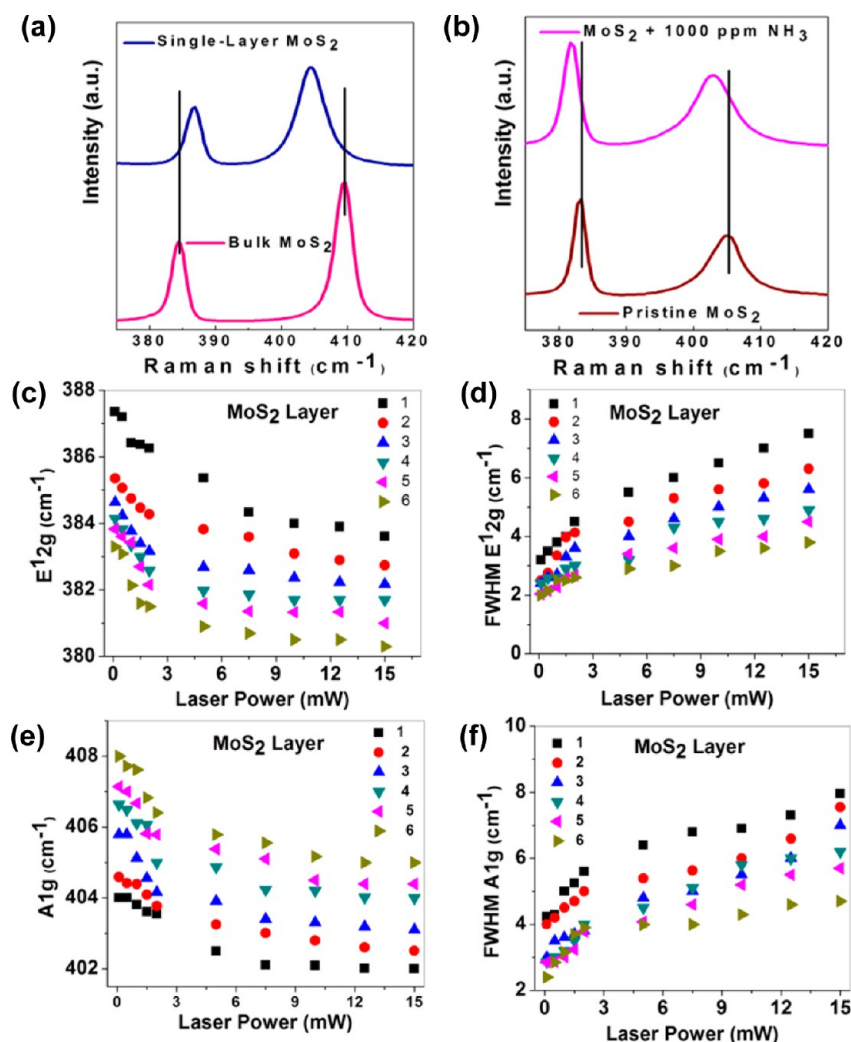 (a)
Single-Layer MoS2
Bulk MoS2
Intensity (a.u.)
380 390 400 410 420
Raman shift (cm-1)
(b)
MoS2 + 1000 ppm NH3
Pristine MoS2
Intensity (a.u.)
380 390 400 410 420
Raman shift (cm-1)
(c)
MoS2 Layer
1
2
3
4
5
6
E12g (cm-1)
388
386
384
382
380
0 3 6 9 12 15
Laser Power (mW)
(d)
MoS2 Layer
1
2
3
4
5
6
FWHM E12g (cm-1)
8
6
4
2
0
0 3 6 9 12 15
Laser Power (mW)
(e)
MoS2 Layer
1
2
3
4
5
6
A1g (cm-1)
408
406
404
402
0 3 6 9 12 15
Laser Power (mW)
(f)
MoS2 Layer
1
2
3
4
5
6
FWHM A1g (cm-1)
10
8
6
4
2
0 3 6 9 12 15
Laser Power (mW)